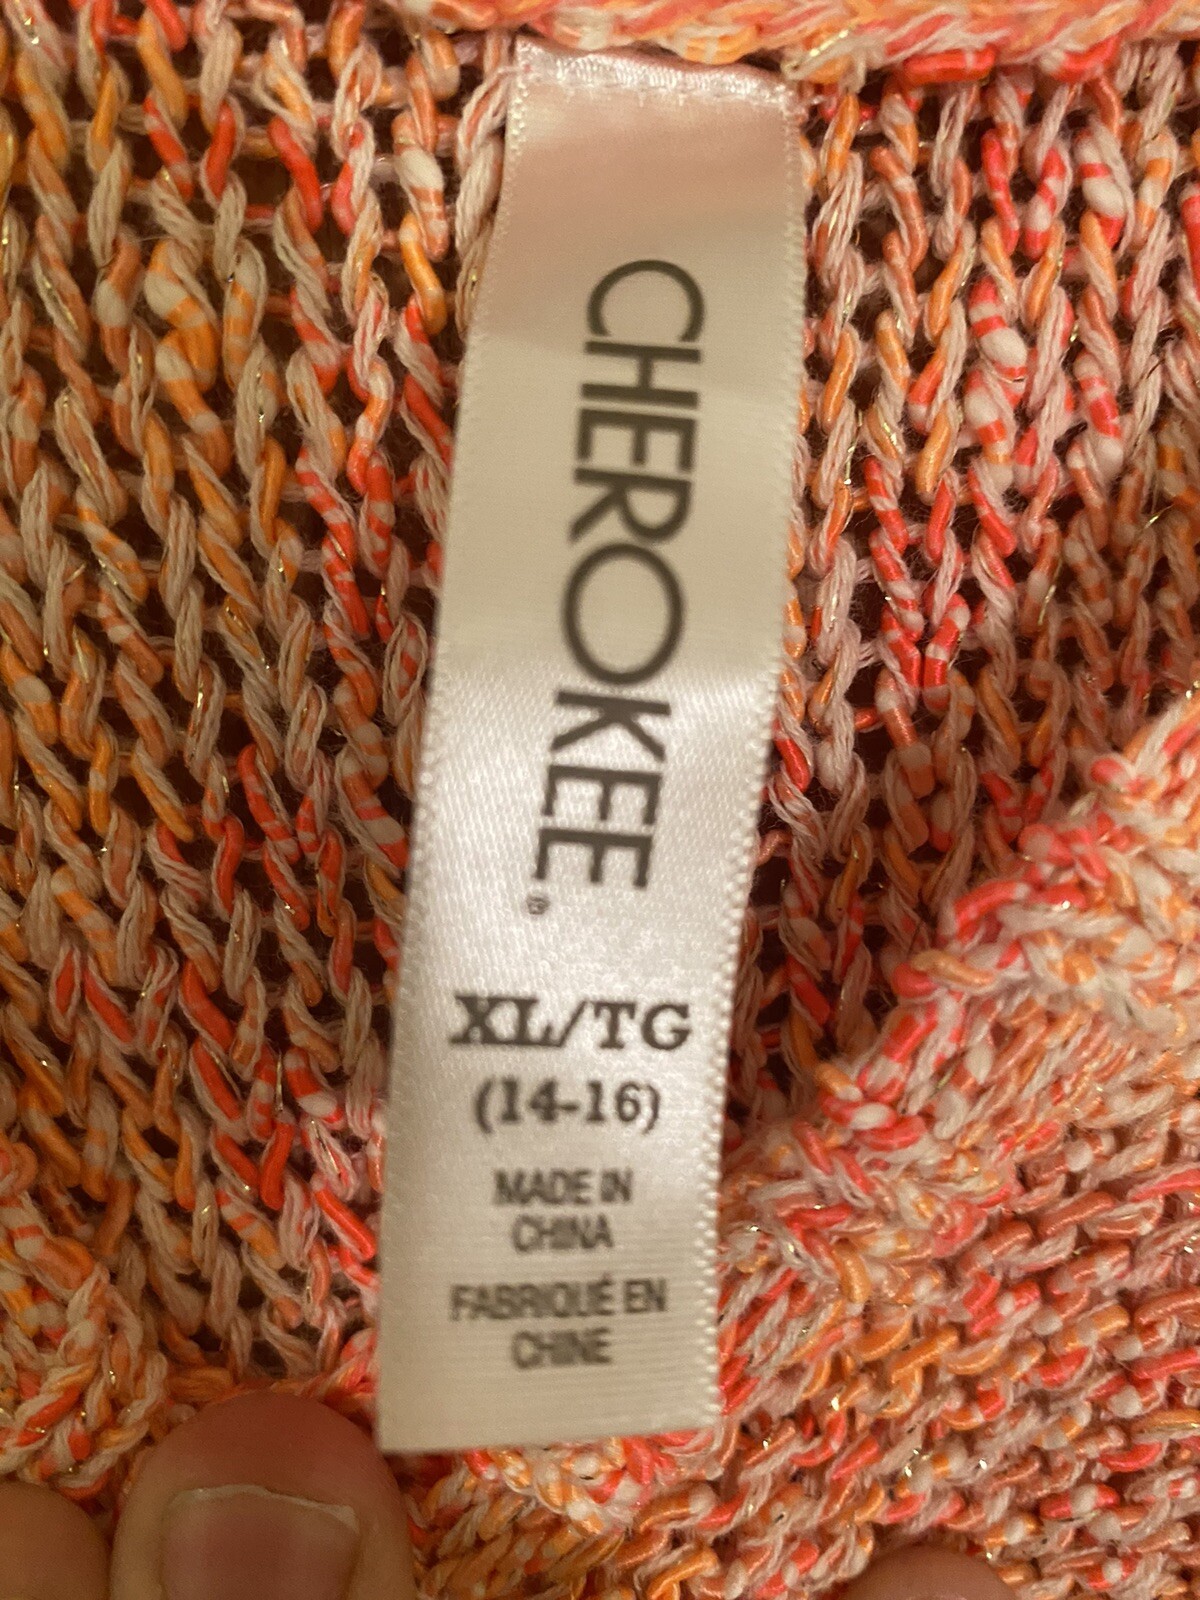 CHEROKEE®
XL/TG
(14-16)
MADE IN
CHINA
FABRIQUÉ EN
CHINE